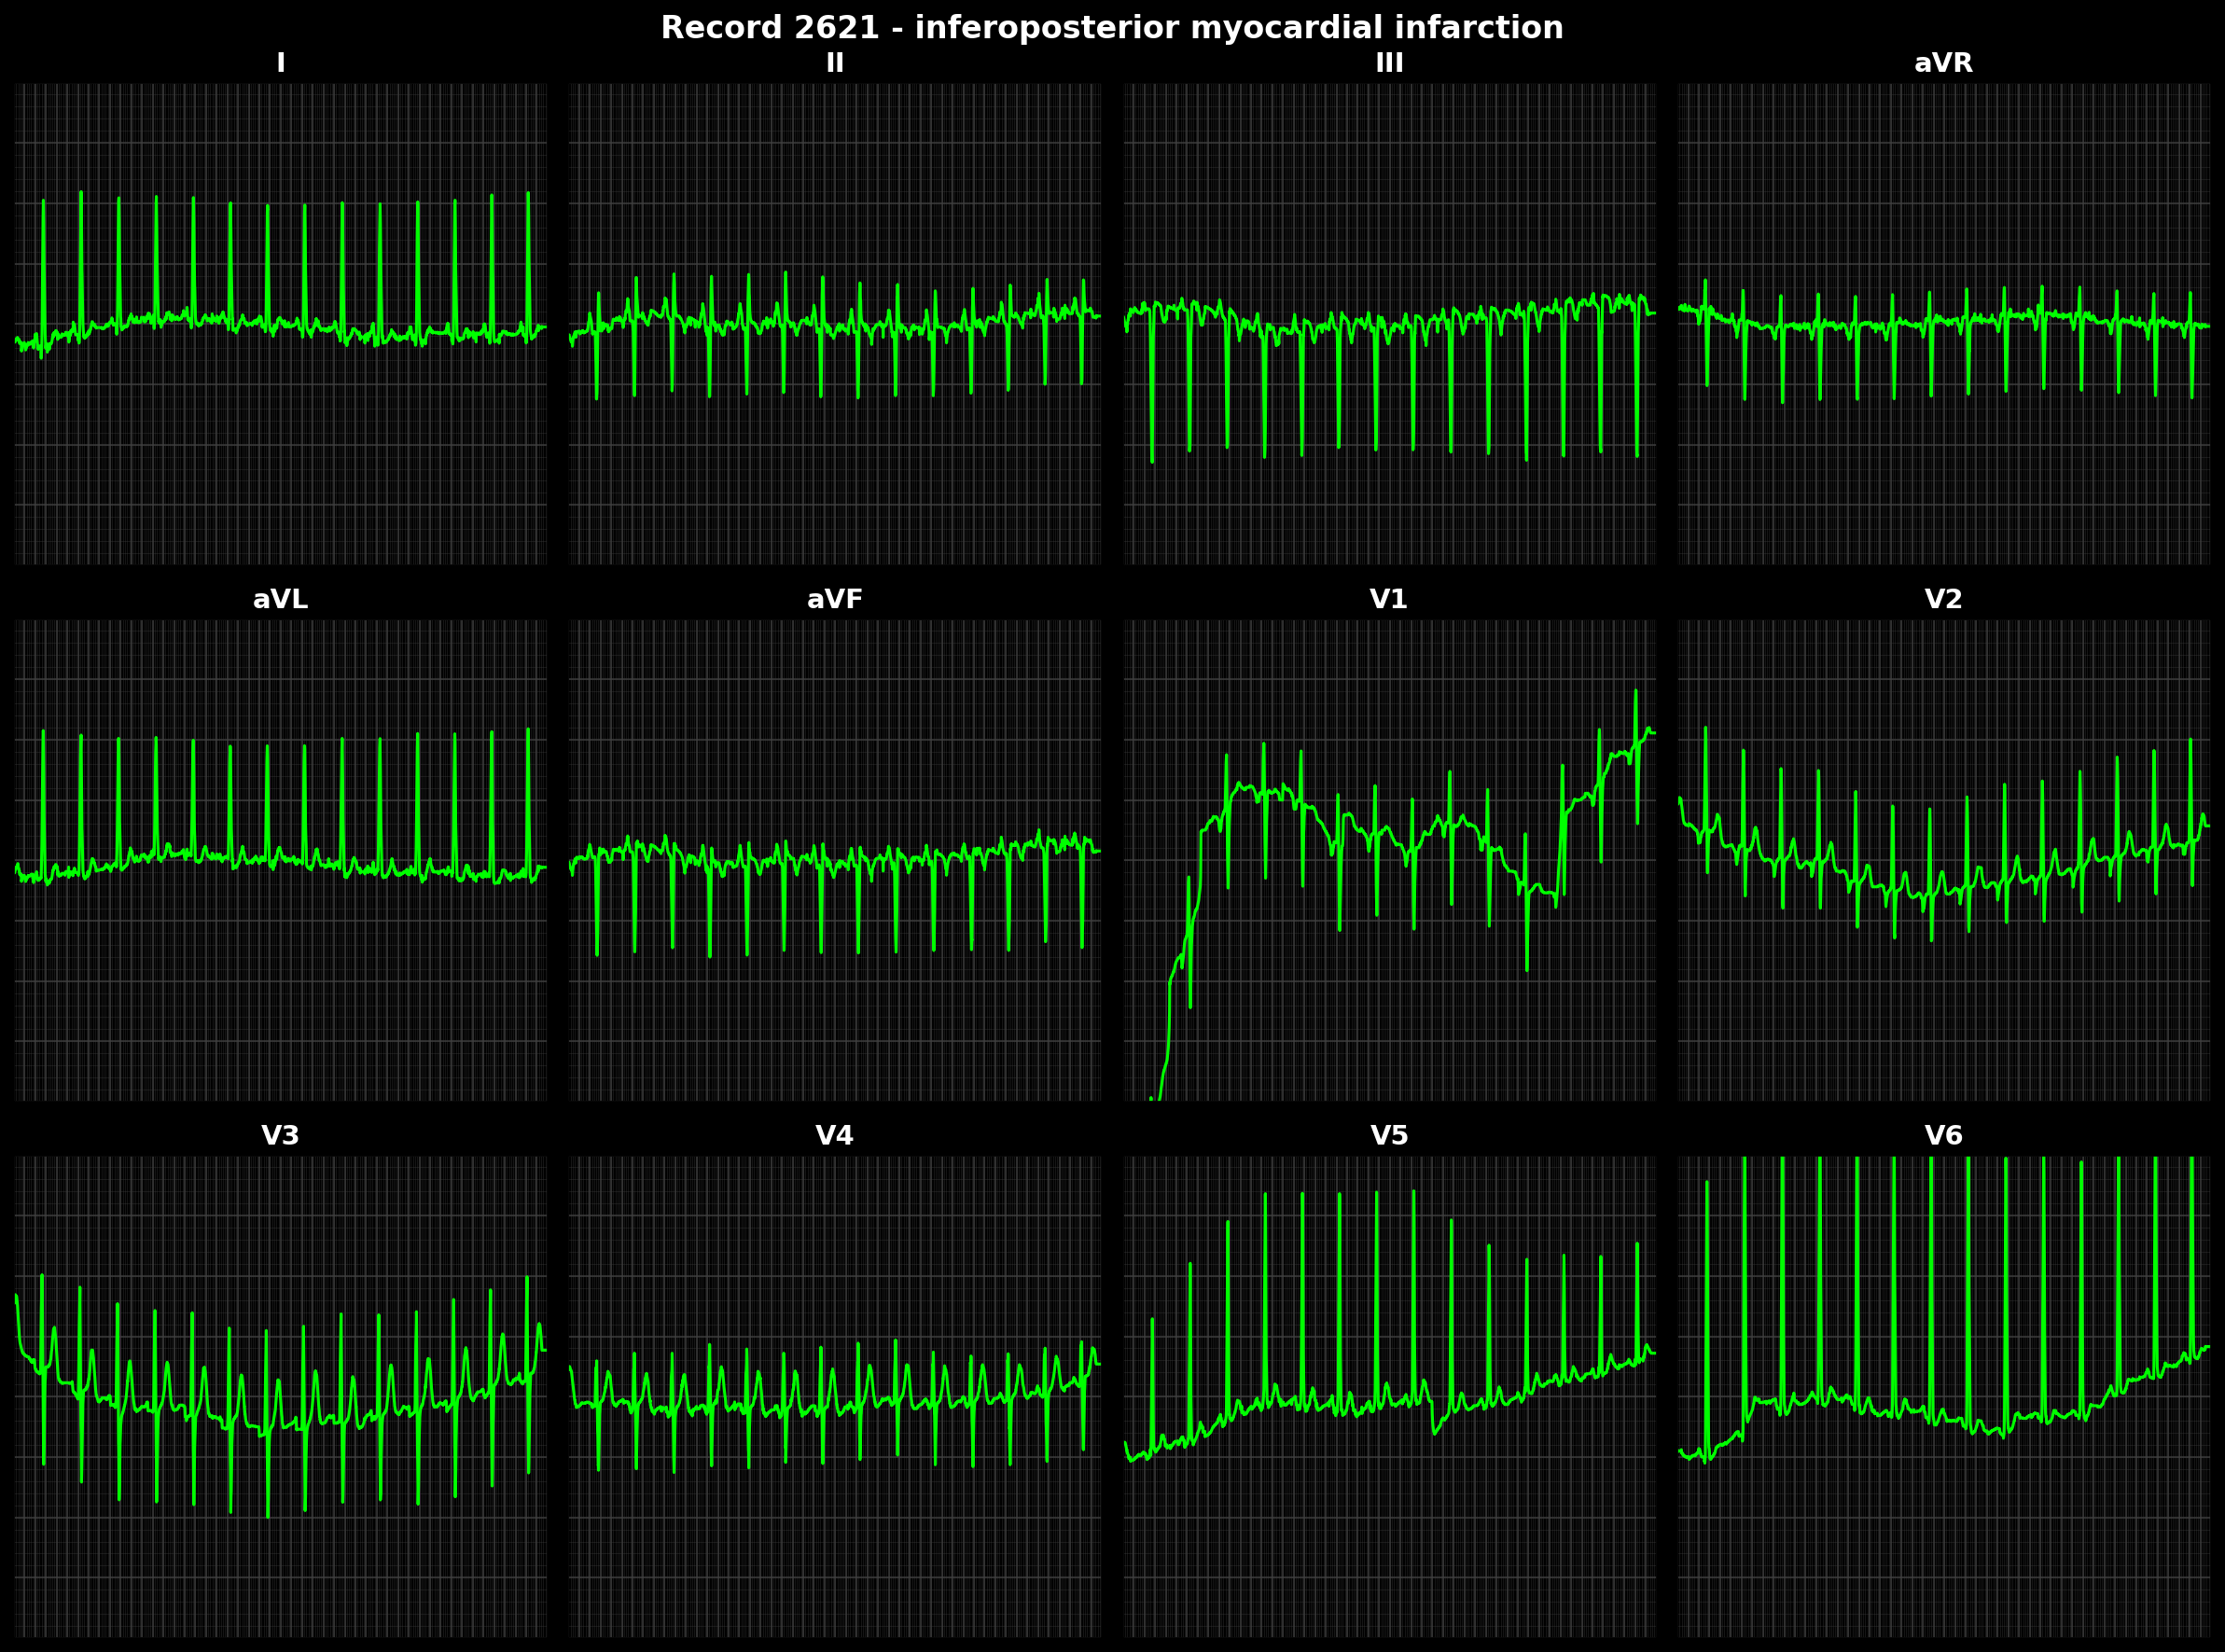 Record 2621 - inferoposterior myocardial infarction
I II III aVR
aVL aVF V1 V2
V3 V4 V5 V6